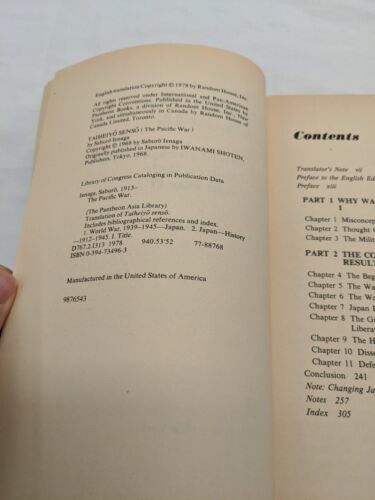 English translation Copyright © 1978 by Random House, Inc.
All rights reserved under International and Pan-American
Copyright Conventions. Published in the United States by
Pantheon Books, a division of Random House, Inc., New
York, and simultaneously in Canada by Random House of
Canada Limited, Toronto.
TAIHEIYŌ SENSŌ (The Pacific War)
by Saburō Ienaga
Copyright © 1968 by Saburō Ienaga
Originally published in Japanese by IWANAMI SHOTEN,
Publishers, Tokyo, 1968.
Library of Congress Cataloging in Publication Data
Ienaga, Saburō, 1913–
The Pacific War.
(The Pantheon Asia Library)
Translation of Taiheiyō sensō.
Includes bibliographical references and index.
1. World War, 1939–1945—Japan. 2. Japan—History
—1912–1945. I. Title.
D767.2.I313 1978 940.53'52 77-88768
ISBN 0-394-73496-3
Manufactured in the United States of America
9876543
Contents
Translator's Note vii
Preface to the English Ed
Preface xiii
PART 1 WHY WA
1
Chapter 1 Miscon
Chapter 2 Thought C
Chapter 3 The Milit
PART 2 THE CO
RESUL
Chapter 4 The Beg
Chapter 5 The Wa
Chapter 6 The Wa
Chapter 7 Japan
Chapter 8 The G
Libera
Chapter 9 The H
Chapter 10 Disse
Chapter 11 Defe
Conclusion 241
Note: Changing Ja
Notes 257
Index 305